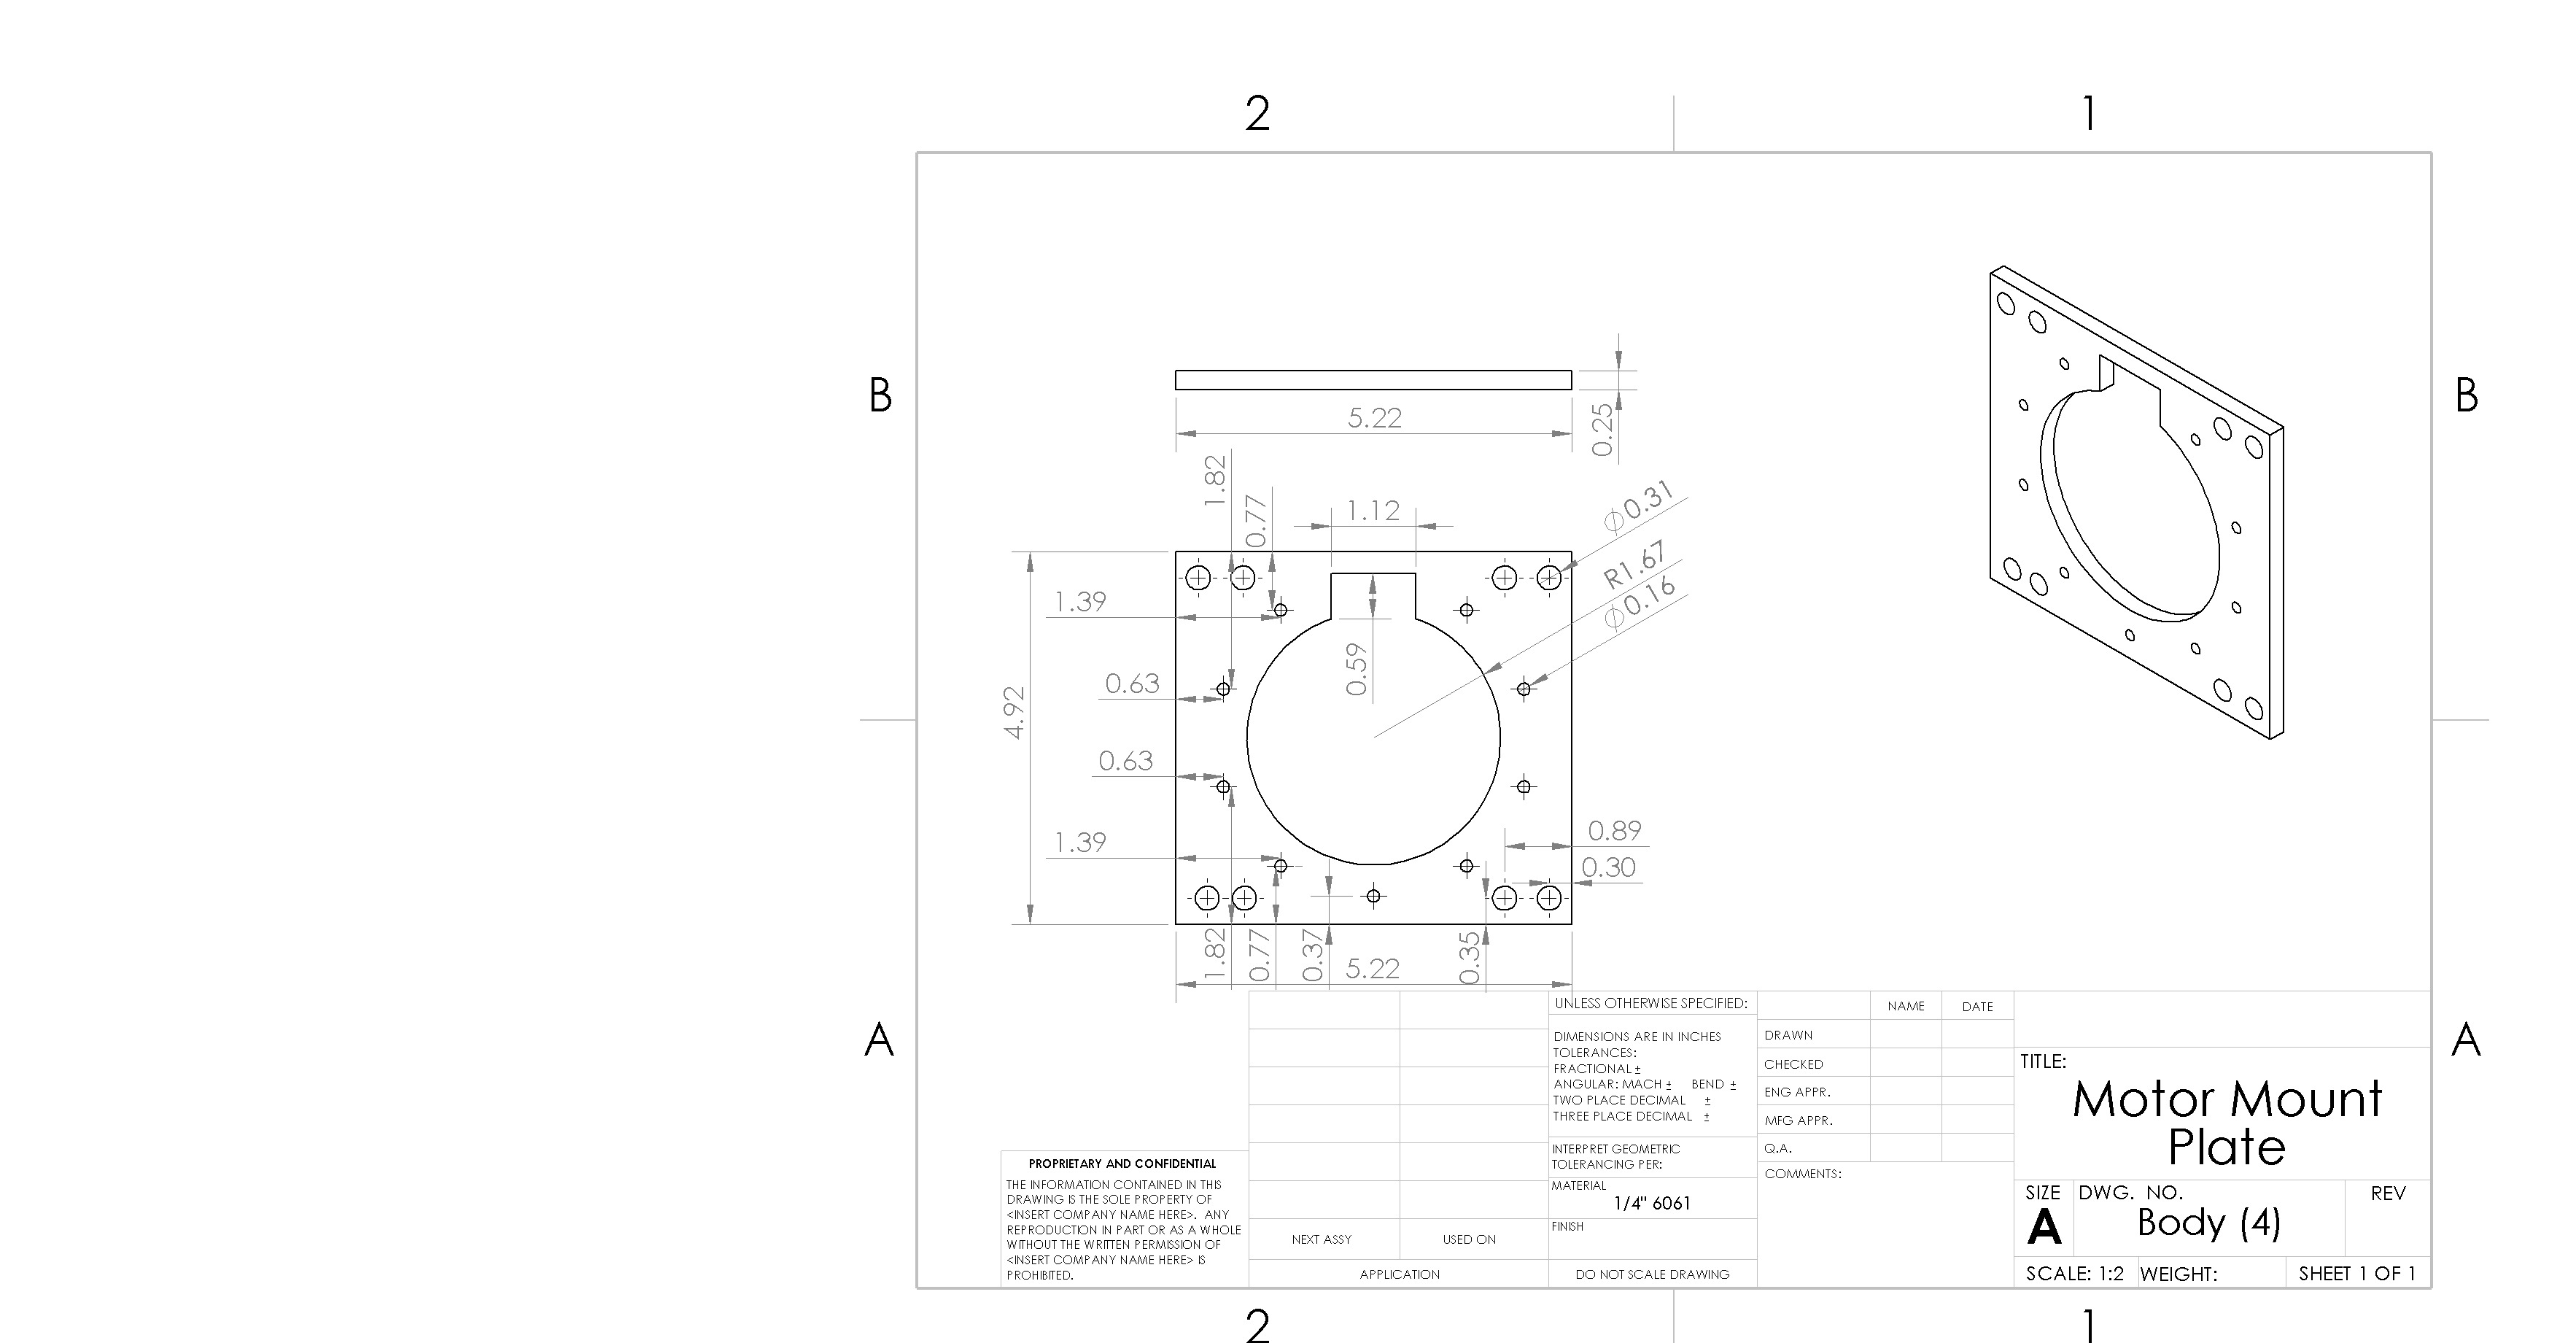 2
1
B
B
5.22
0.25
1.82
0.77
1.12
⌀0.31
R1.67
⌀0.16
1.39
0.59
0.63
4.92
0.63
1.39
0.89
0.30
1.82
0.77
0.37
5.22
0.35
A
A
UNLESS OTHERWISE SPECIFIED:
DIMENSIONS ARE IN INCHES
TOLERANCES:
FRACTIONAL ±
ANGULAR: MACH ± BEND ±
TWO PLACE DECIMAL ±
THREE PLACE DECIMAL ±
INTERPRET GEOMETRIC
TOLERANCING PER:
MATERIAL
1/4" 6061
FINISH
DO NOT SCALE DRAWING
NAME DATE
DRAWN
CHECKED
ENG APPR.
MFG APPR.
Q.A.
COMMENTS:
TITLE:
Motor Mount
Plate
SIZE DWG. NO. REV
A Body (4)
SCALE: 1:2 WEIGHT: SHEET 1 OF 1
PROPRIETARY AND CONFIDENTIAL
THE INFORMATION CONTAINED IN THIS
DRAWING IS THE SOLE PROPERTY OF
<INSERT COMPANY NAME HERE>. ANY
REPRODUCTION IN PART OR AS A WHOLE
WITHOUT THE WRITTEN PERMISSION OF
<INSERT COMPANY NAME HERE> IS
PROHIBITED.
NEXT ASSY USED ON
APPLICATION
2
1